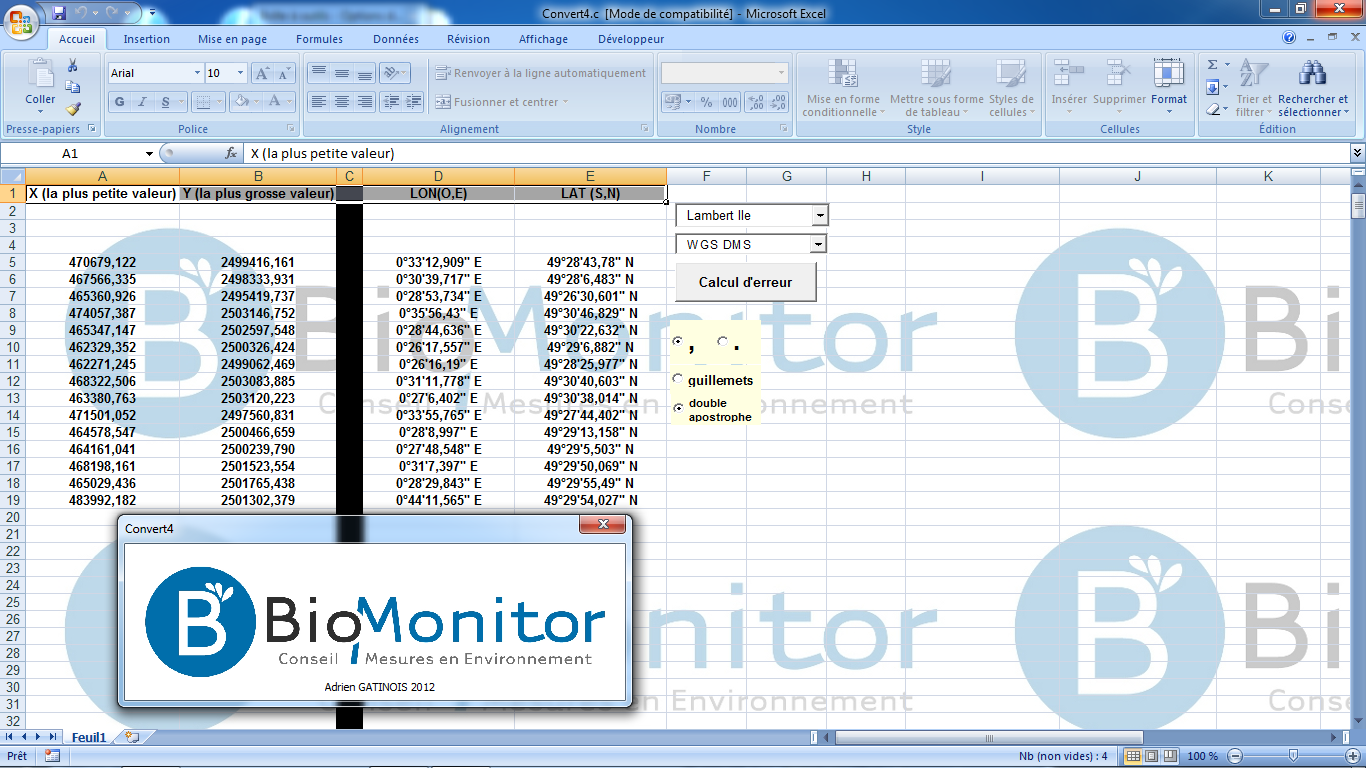 Convert4.c [Mode de compatibilité] - Microsoft Excel
Accueil Insertion Mise en page Formules Données Révision Affichage Développeur
Coller
Presse-papiers
Arial 10
G I S
A A
Police
Renvoyer à la ligne automatiquement
Fusionner et centrer
Alignement
% 000
Nombre
Mise en forme conditionnelle
Mettre sous forme de tableau
Styles de cellules
Style
Insérer Supprimer Format
Cellules
Trier et filtrer
Rechercher et sélectionner
Édition
A1 fx X (la plus petite valeur)
A B C D E F G H I J K
1 X (la plus petite valeur) Y (la plus grosse valeur) LON(O,E) LAT (S,N)
2 Lambert IIe
3
4 WGS DMS
5 470679,122 2499416,161 0°33'12,909'' E 49°28'43,78'' N
6 467566,335 2498333,931 0°30'39,717'' E 49°28'6,483'' N Calcul d'erreur
7 465360,926 2495419,737 0°28'53,734'' E 49°26'30,601'' N
8 474057,387 2503146,752 0°35'56,43'' E 49°30'46,829'' N
9 465347,147 2502597,548 0°28'44,636'' E 49°30'22,632'' N
10 462329,352 2500326,424 0°26'17,557'' E 49°29'6,882'' N , .
11 462271,245 2499062,469 0°26'16,19'' E 49°28'25,977'' N
12 468322,506 2503083,885 0°31'11,778'' E 49°30'40,603'' N guillemets
13 463380,763 2503120,223 0°27'6,402'' E 49°30'38,014'' N double
14 471501,052 2497560,831 0°33'55,765'' E 49°27'44,402'' N apostrophe
15 464578,547 2500466,659 0°28'8,997'' E 49°29'13,158'' N
16 464161,041 2500239,790 0°27'48,548'' E 49°29'5,503'' N
17 468198,161 2501523,554 0°31'7,397'' E 49°29'50,069'' N
18 465029,436 2501765,438 0°28'29,843'' E 49°29'55,49'' N
19 483992,182 2501302,379 0°44'11,565'' E 49°29'54,027'' N
20
21
22
23
24
25
26
27
28
29
30
31
32
Convert4
B BioMonitor
Conseil Mesures en Environnement
Adrien GATINOIS 2012
Feuil1
Prêt Nb (non vides) : 4 100 %